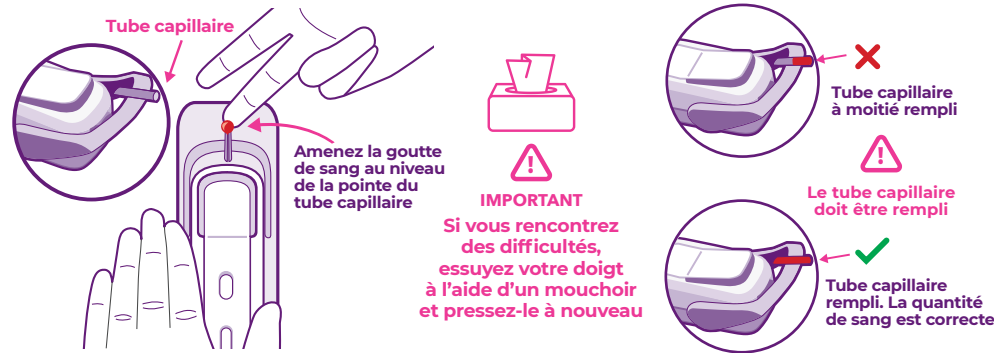 Tube capillaire
Amenez la goutte
de sang au niveau
de la pointe du
tube capillaire
IMPORTANT
Si vous rencontrez
des difficultés,
essuyez votre doigt
à l'aide d'un mouchoir
et pressez-le à nouveau
Tube capillaire
à moitié rempli
Le tube capillaire
doit être rempli
Tube capillaire
rempli. La quantité
de sang est correcte